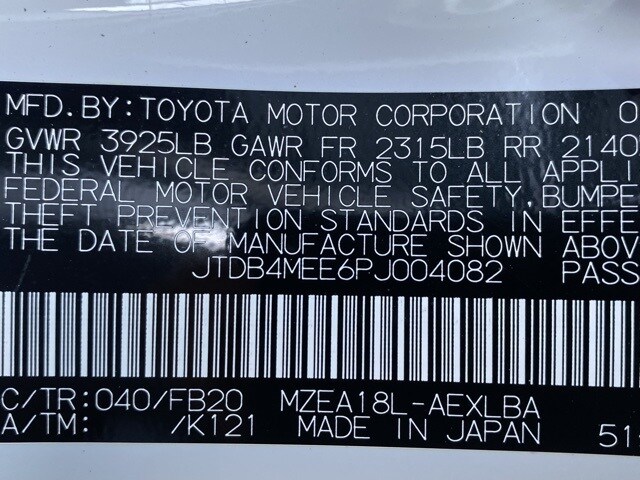 MFD.BY:TOYOTA MOTOR CORPORATION 0
GVWR 3925LB GAWR FR 2315LB RR 2140
THIS VEHICLE CONFORMS TO ALL APPLI
FEDERAL MOTOR VEHICLE SAFETY,BUMPE
THEFT PREVENTION STANDARDS IN EFFE
THE DATE OF MANUFACTURE SHOWN ABOV
JTDB4MEE6PJ004082 PASS
C/TR:040/FB20 MZEA18L-AEXLBA
A/TM: /K121 MADE IN JAPAN 51